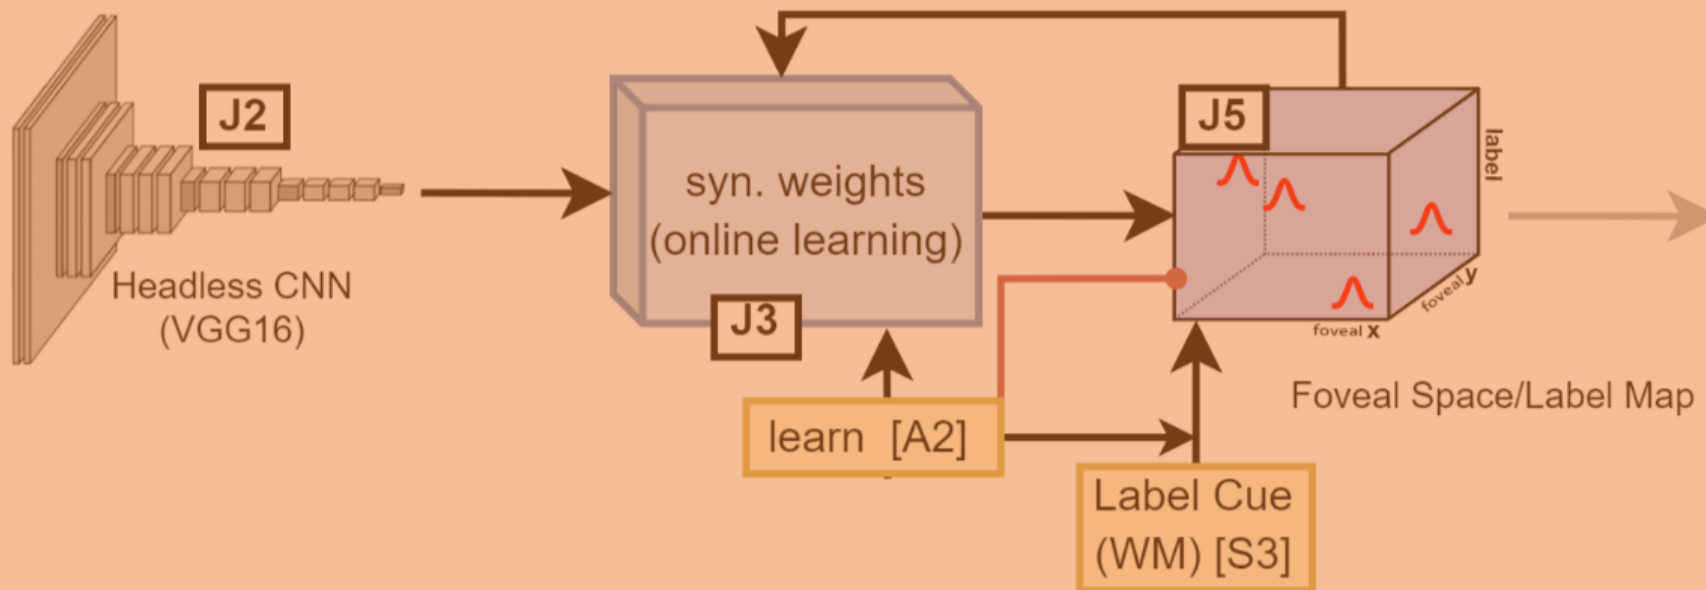 J2
Headless CNN
(VGG16)
syn. weights
(online learning)
J3
learn [A2]
Label Cue
(WM) [S3]
J5
label
foveal y
foveal x
Foveal Space/Label Map